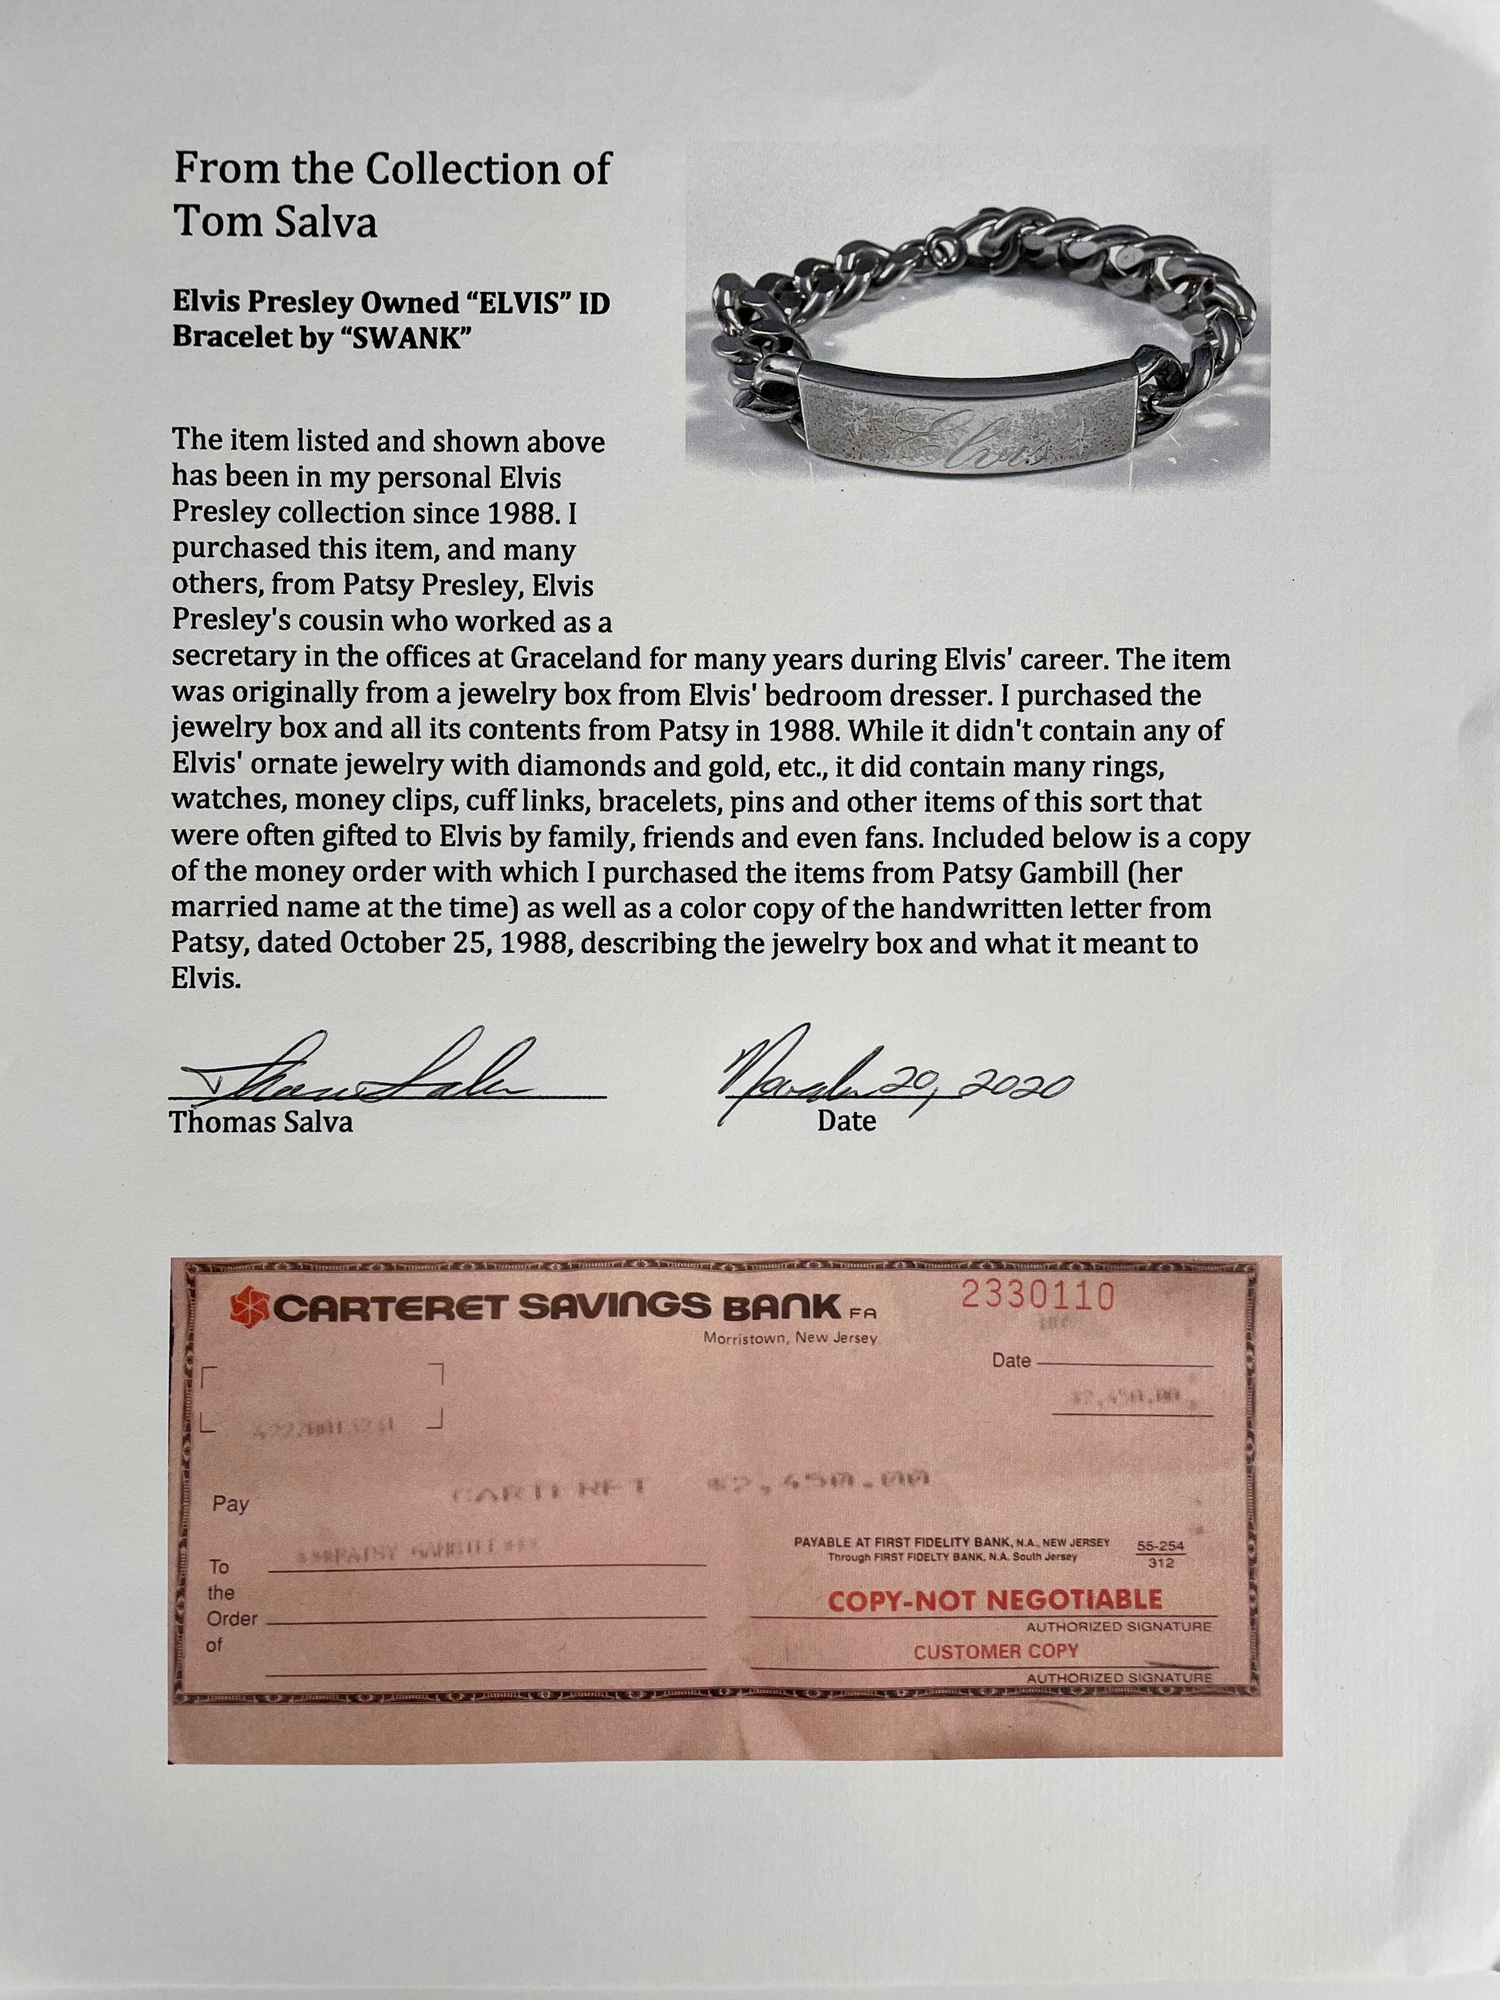 From the Collection of
Tom Salva
Elvis Presley Owned “ELVIS” ID
Bracelet by “SWANK”
Elvis
The item listed and shown above
has been in my personal Elvis
Presley collection since 1988. I
purchased this item, and many
others, from Patsy Presley, Elvis
Presley's cousin who worked as a
secretary in the offices at Graceland for many years during Elvis' career. The item
was originally from a jewelry box from Elvis' bedroom dresser. I purchased the
jewelry box and all its contents from Patsy in 1988. While it didn't contain any of
Elvis' ornate jewelry with diamonds and gold, etc., it did contain many rings,
watches, money clips, cuff links, bracelets, pins and other items of this sort that
were often gifted to Elvis by family, friends and even fans. Included below is a copy
of the money order with which I purchased the items from Patsy Gambill (her
married name at the time) as well as a color copy of the handwritten letter from
Patsy, dated October 25, 1988, describing the jewelry box and what it meant to
Elvis.
Thomas Salva November 20, 2020
Thomas Salva Date
CARTERET SAVINGS BANK FA
2330110
Morristown, New Jersey
Date
$2,450.00
Pay CARTERET $2,450.00
To ***PATSY GAMBILL***
the
Order
of
PAYABLE AT FIRST FIDELITY BANK, N.A., NEW JERSEY
Through FIRST FIDELTY BANK, N.A. South Jersey
55-254
312
COPY-NOT NEGOTIABLE
AUTHORIZED SIGNATURE
CUSTOMER COPY
AUTHORIZED SIGNATURE